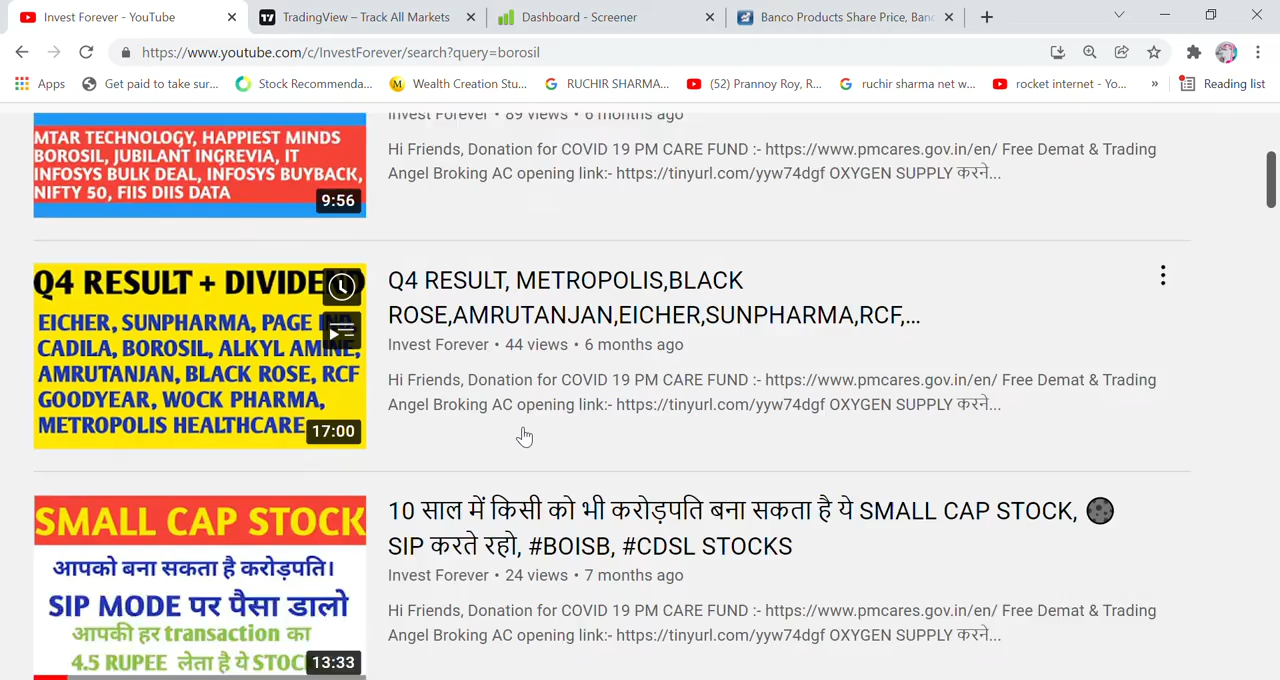 Invest Forever - YouTube
TradingView – Track All Markets
Dashboard - Screener
Banco Products Share Price, Banc
https://www.youtube.com/c/InvestForever/search?query=borosil
Apps
Get paid to take sur...
Stock Recommenda...
Wealth Creation Stu...
RUCHIR SHARMA...
(52) Prannoy Roy, R...
ruchir sharma net w...
rocket internet - Yo...
»
Reading list
MTAR TECHNOLOGY, HAPPIEST MINDS
BOROSIL, JUBILANT INGREVIA, IT
INFOSYS BULK DEAL, INFOSYS BUYBACK,
NIFTY 50, FIIS DIIS DATA
9:56
Invest Forever • 89 views • 6 months ago
Hi Friends, Donation for COVID 19 PM CARE FUND :- https://www.pmcares.gov.in/en/ Free Demat & Trading
Angel Broking AC opening link:- https://tinyurl.com/yyw74dgf OXYGEN SUPPLY करने...
Q4 RESULT + DIVIDE
EICHER, SUNPHARMA, PAGE IND
CADILA, BOROSIL, ALKYL AMINE,
AMRUTANJAN, BLACK ROSE, RCF
GOODYEAR, WOCK PHARMA,
METROPOLIS HEALTHCARE
17:00
Q4 RESULT, METROPOLIS,BLACK
ROSE,AMRUTANJAN,EICHER,SUNPHARMA,RCF,...
Invest Forever • 44 views • 6 months ago
Hi Friends, Donation for COVID 19 PM CARE FUND :- https://www.pmcares.gov.in/en/ Free Demat & Trading
Angel Broking AC opening link:- https://tinyurl.com/yyw74dgf OXYGEN SUPPLY करने...
SMALL CAP STOCK
आपको बना सकता है करोड़पति।
SIP MODE पर पैसा डालो
आपकी हर transaction का
4.5 RUPEE लेता है ये STOC
13:33
10 साल में किसी को भी करोड़पति बना सकता है ये SMALL CAP STOCK, 🌑
SIP करते रहो, #BOISB, #CDSL STOCKS
Invest Forever • 24 views • 7 months ago
Hi Friends, Donation for COVID 19 PM CARE FUND :- https://www.pmcares.gov.in/en/ Free Demat & Trading
Angel Broking AC opening link:- https://tinyurl.com/yyw74dgf OXYGEN SUPPLY करने...